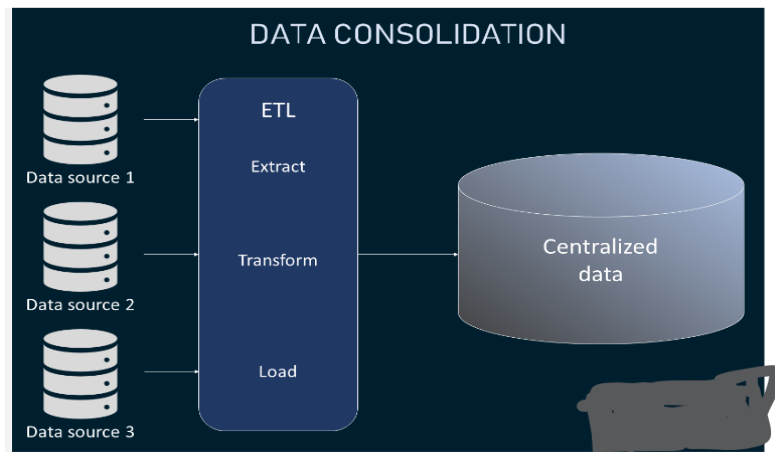 DATA CONSOLIDATION
Data source 1
Data source 2
Data source 3
ETL
Extract
Transform
Load
Centralized
data